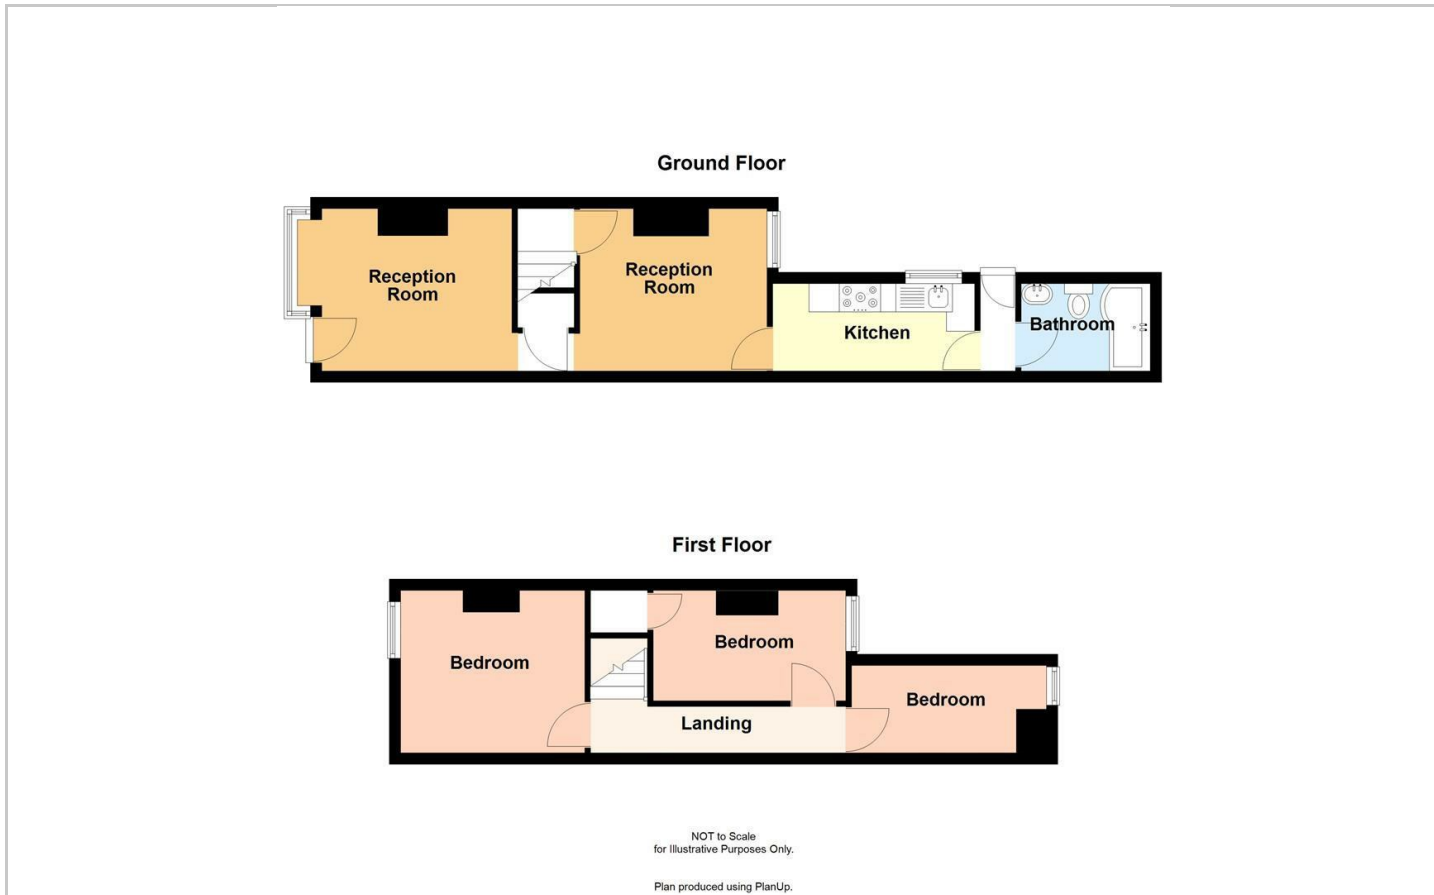 Ground Floor
Reception
Room
Reception
Room
Kitchen
Bathroom
First Floor
Bedroom
Bedroom
Bedroom
Landing
NOT to Scale
for Illustrative Purposes Only.
Plan produced using PlanUp.